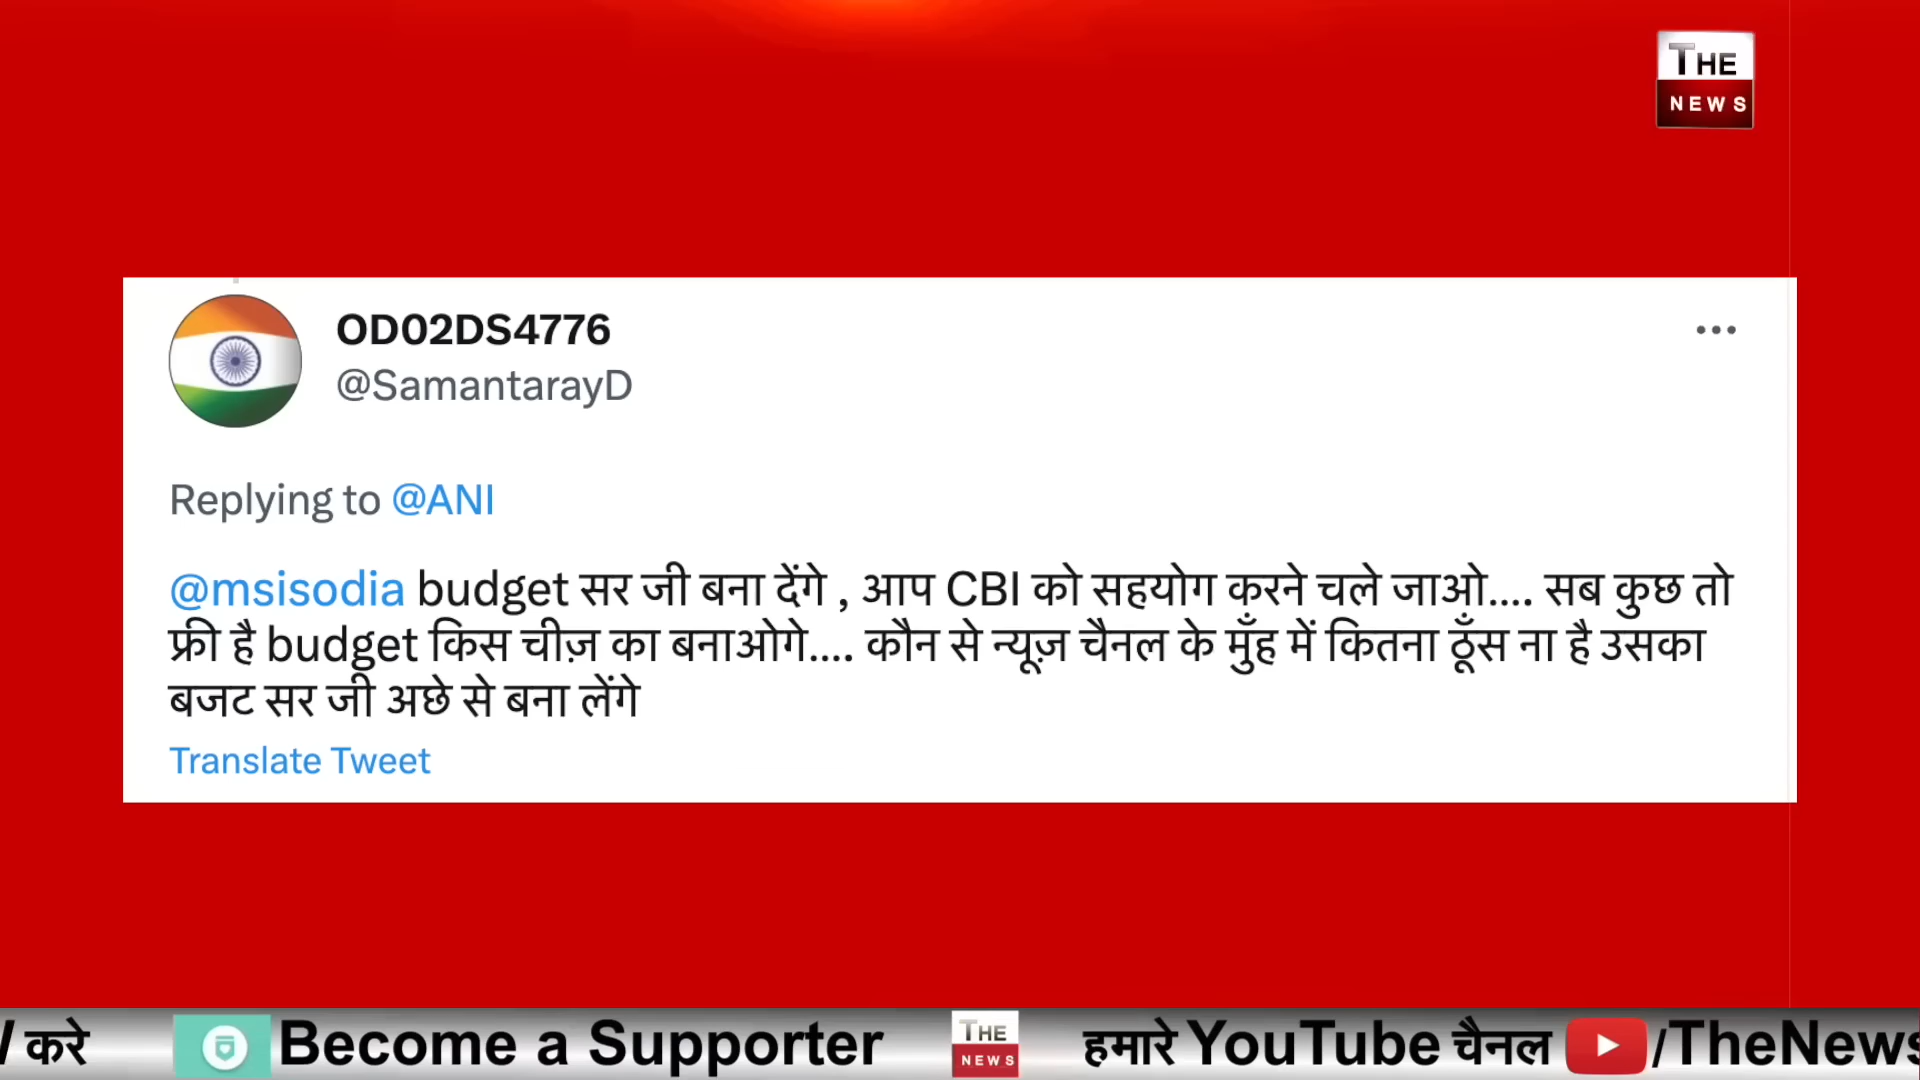 THE
NEWS
OD02DS4776
@SamantarayD
Replying to @ANI
@msisodia budget सर जी बना देंगे , आप CBI को सहयोग करने चले जाओ.... सब कुछ तो
फ्री है budget किस चीज़ का बनाओगे.... कौन से न्यूज़ चैनल के मुँह में कितना ठूँस ना है उसका
बजट सर जी अछे से बना लेंगे
Translate Tweet
/ करे Become a Supporter THE NEWS हमारे YouTube चैनल /TheNews